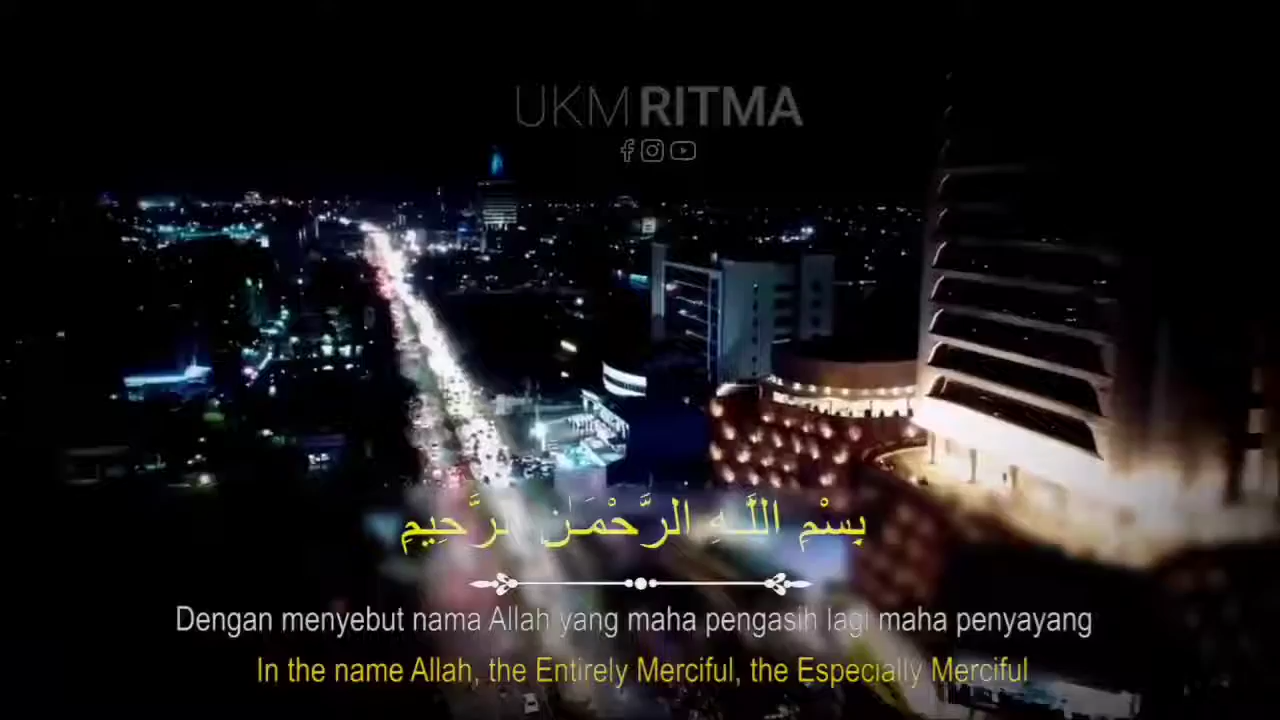 UKM RITMA
بِسْمِ اللَّـهِ الرَّحْمَـٰنِ الرَّحِيمِ
Dengan menyebut nama Allah yang maha pengasih lagi maha penyayang
In the name Allah, the Entirely Merciful, the Especially Merciful